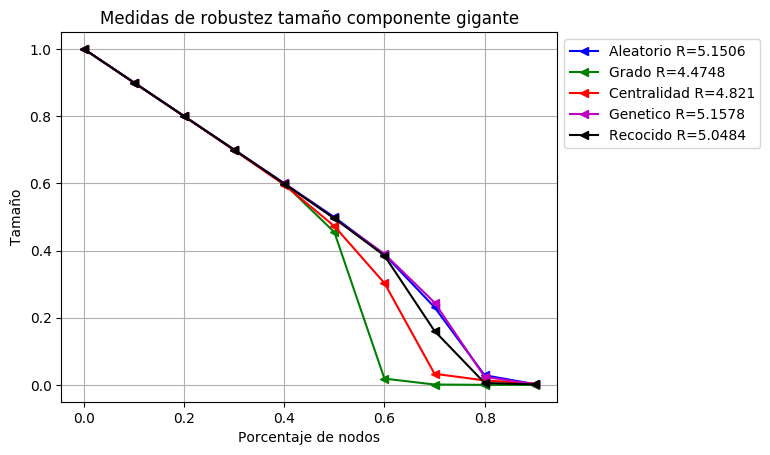 Medidas de robustez tamaño componente gigante
Tamaño
1.0
0.8
0.6
0.4
0.2
0.0
0.0 0.2 0.4 0.6 0.8
Porcentaje de nodos
Aleatorio R=5.1506
Grado R=4.4748
Centralidad R=4.821
Genetico R=5.1578
Recocido R=5.0484